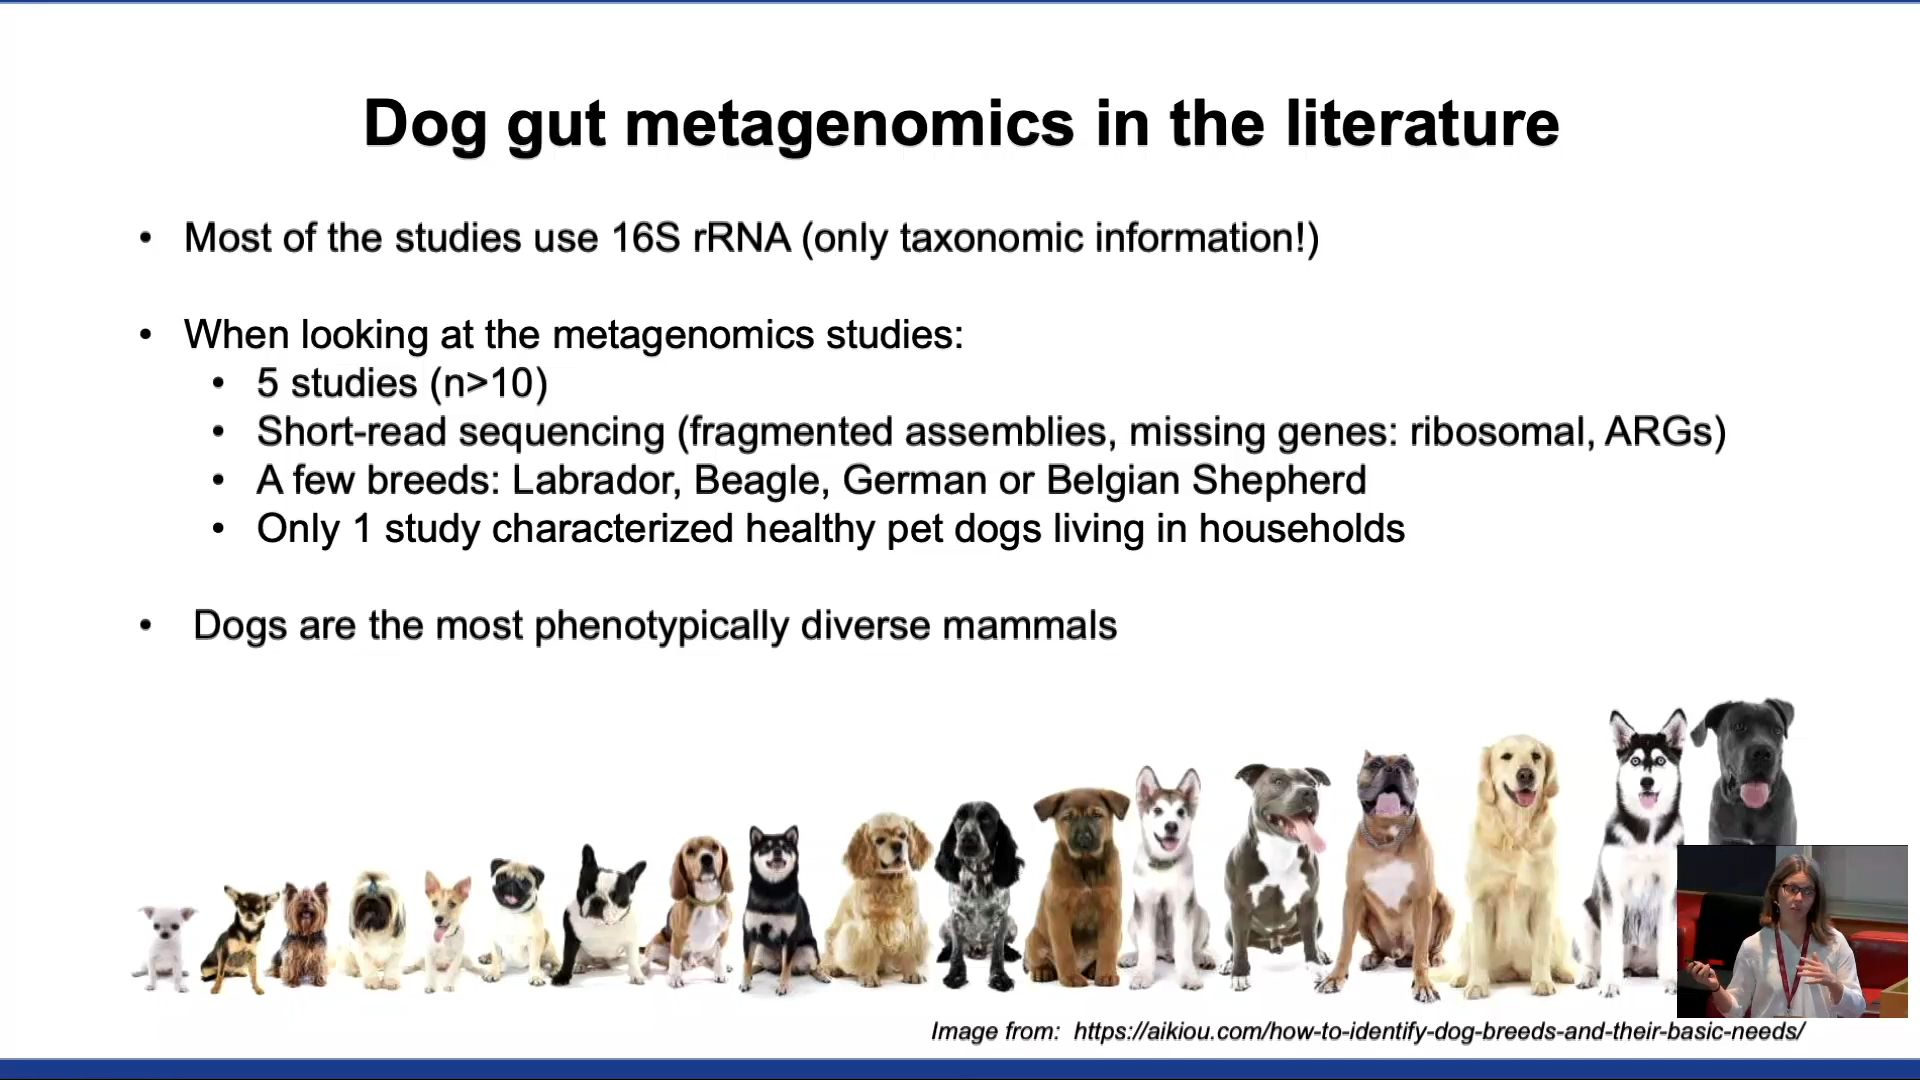 Dog gut metagenomics in the literature
• Most of the studies use 16S rRNA (only taxonomic information!)
• When looking at the metagenomics studies:
• 5 studies (n>10)
• Short-read sequencing (fragmented assemblies, missing genes: ribosomal, ARGs)
• A few breeds: Labrador, Beagle, German or Belgian Shepherd
• Only 1 study characterized healthy pet dogs living in households
• Dogs are the most phenotypically diverse mammals
Image from: https://aikiou.com/how-to-identify-dog-breeds-and-their-basic-needs/